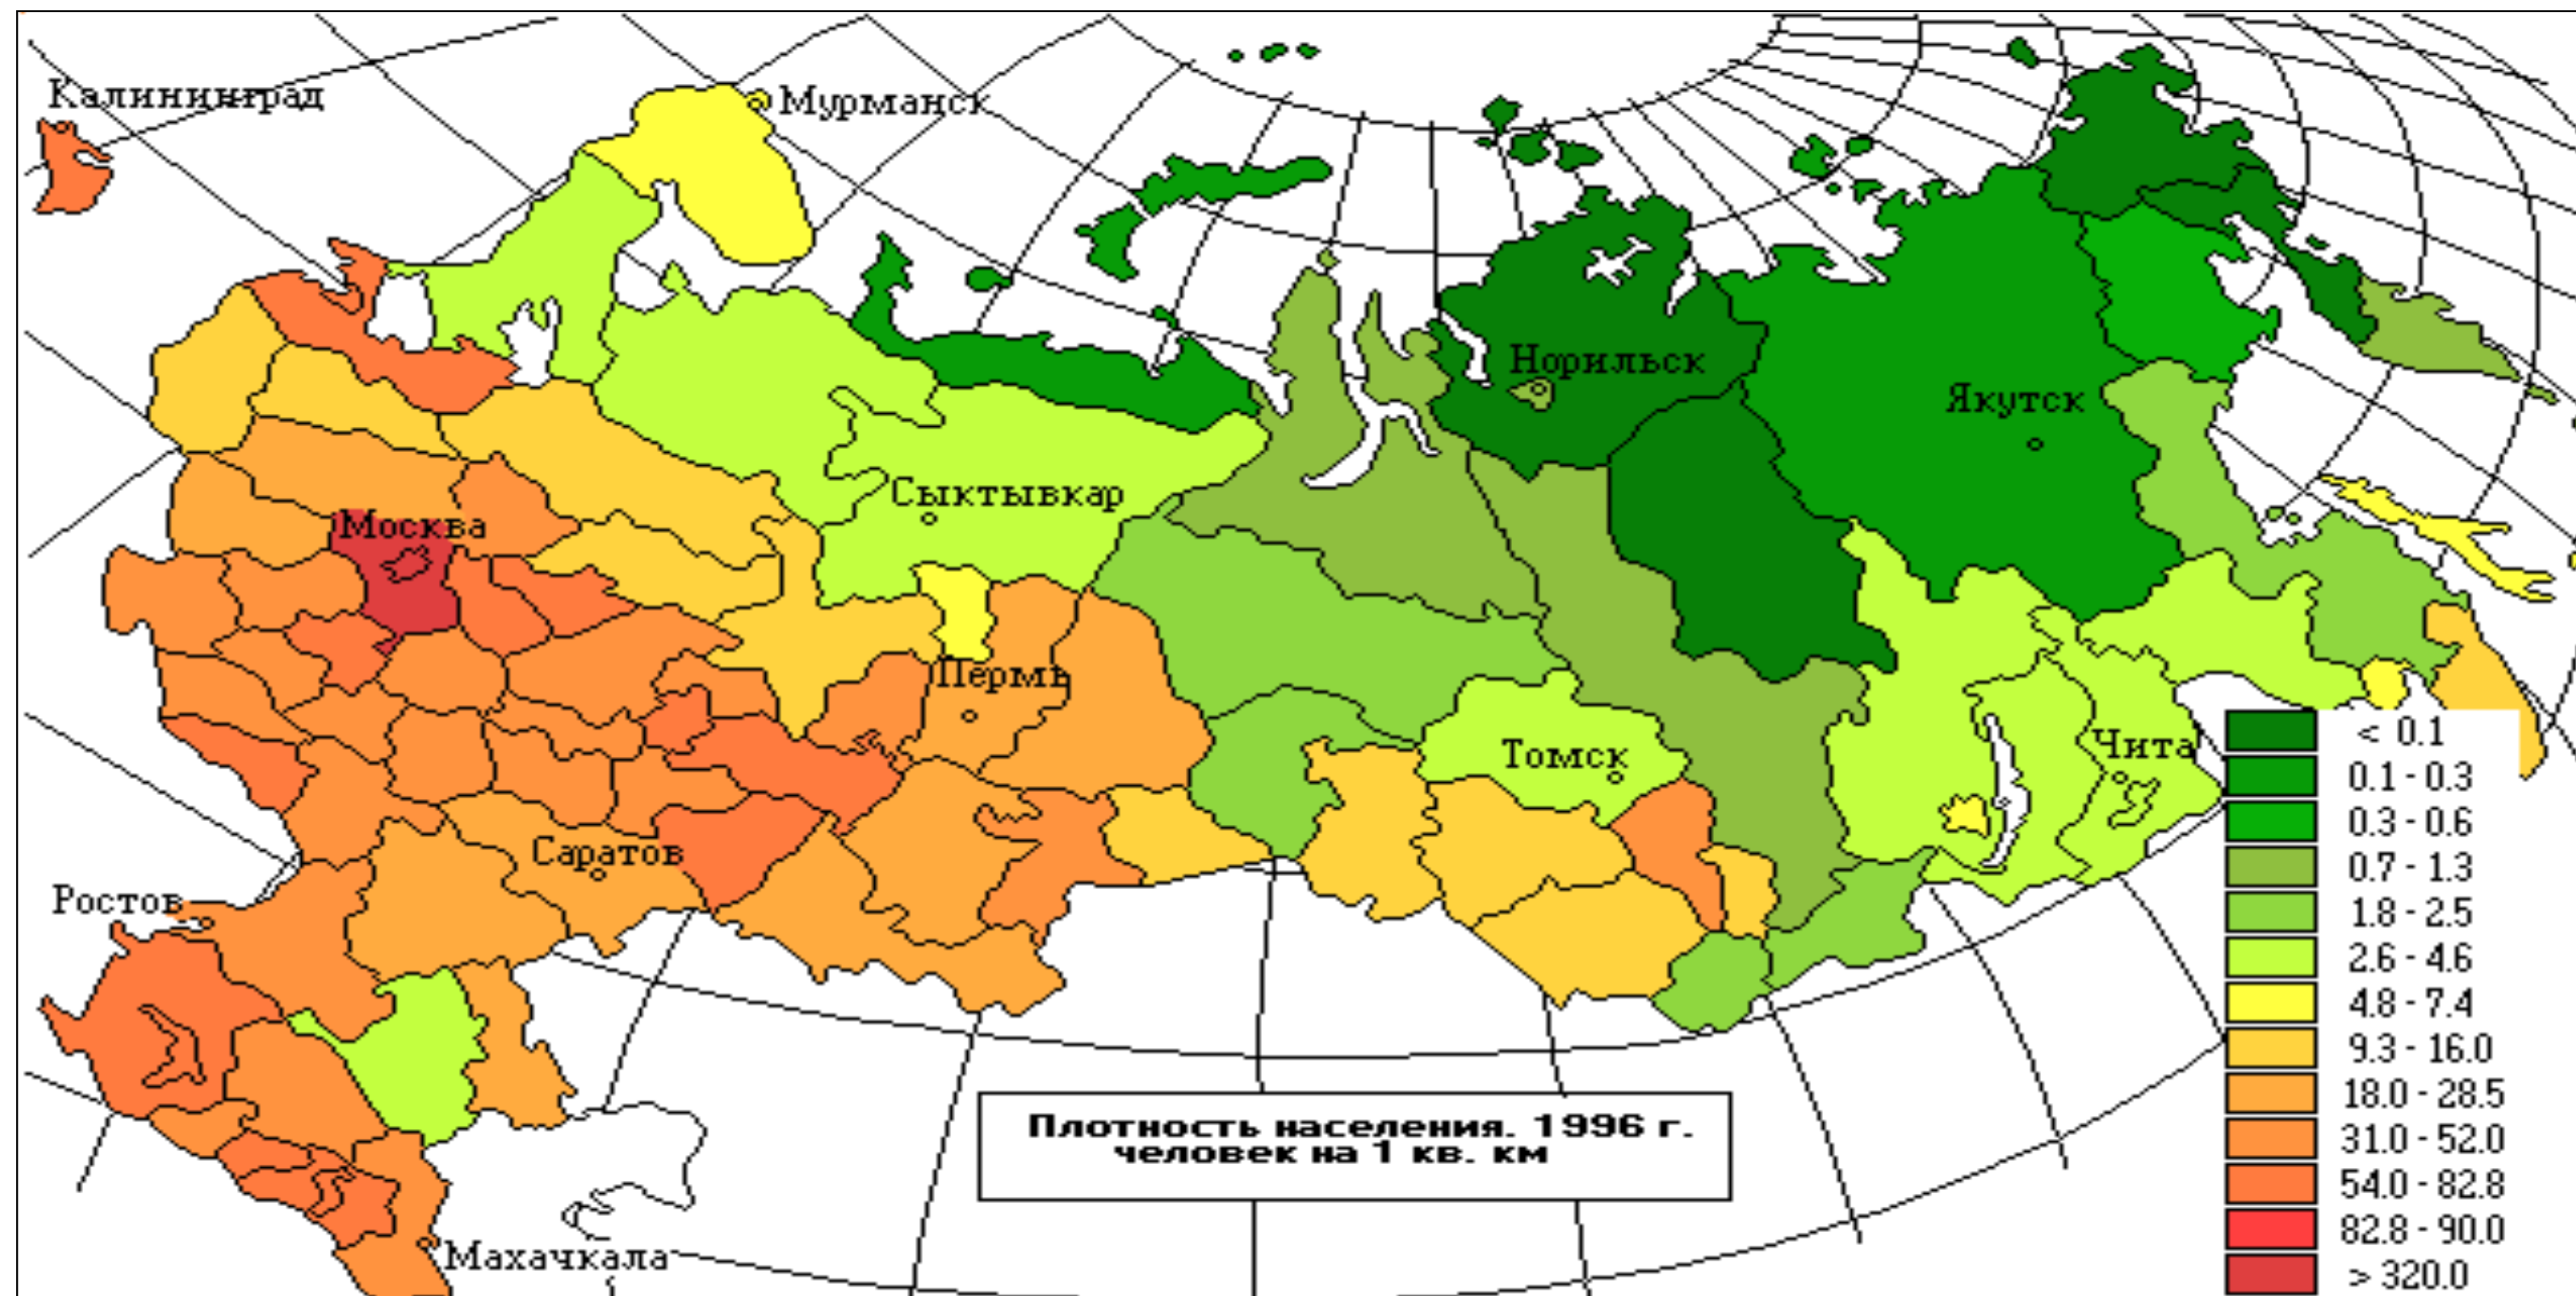 Калининград
Мурманск
Норильск
Якутск
Сыктывкар
Москва
Пермь
Томск
Чита
Саратов
Ростов
Махачкала
Плотность населения. 1996 г.
человек на 1 кв. км
< 0.1
0.1 - 0.3
0.3 - 0.6
0.7 - 1.3
1.8 - 2.5
2.6 - 4.6
4.8 - 7.4
9.3 - 16.0
18.0 - 28.5
31.0 - 52.0
54.0 - 82.8
82.8 - 90.0
> 320.0